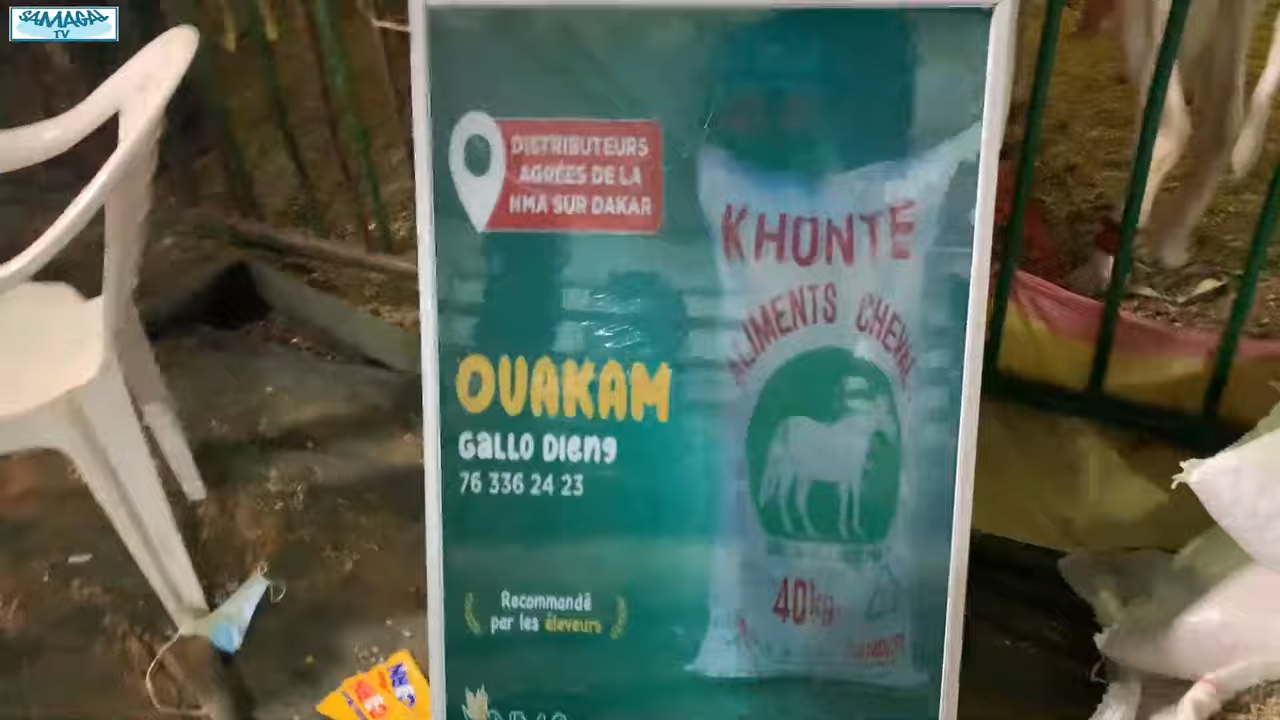 SAMAGAL
TV
DISTRIBUTEURS
AGRÉES DE LA
NMA SUR DAKAR
OUAKAM
GALLO DIENG
76 336 24 23
Recommandé
par les éleveurs
KHONTE
ALIMENTS CHEVAL
40kg